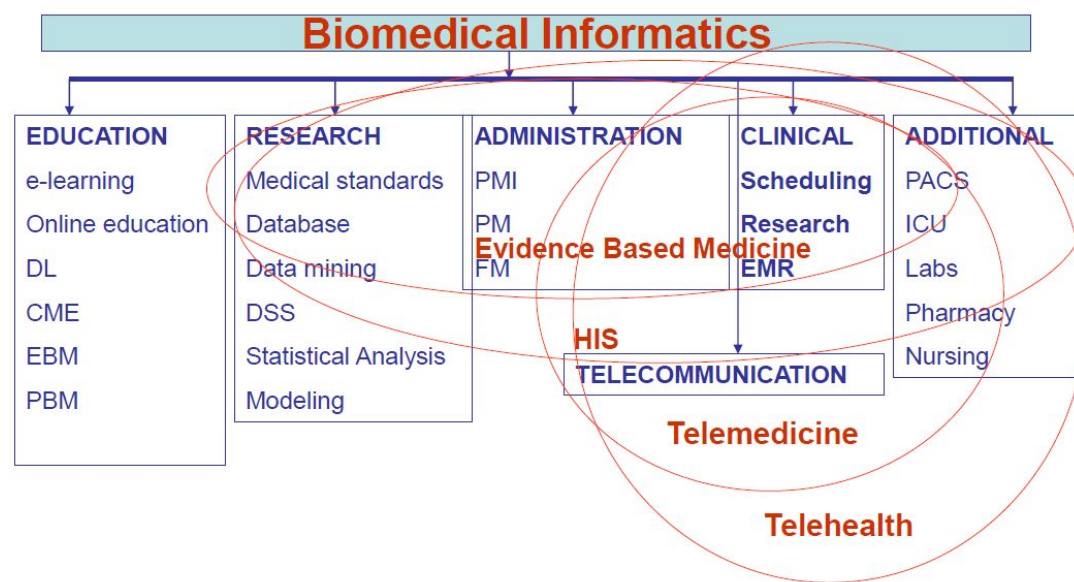 Biomedical Informatics
EDUCATION
e-learning
Online education
DL
CME
EBM
PBM
RESEARCH
Medical standards
Database
Data mining
DSS
Statistical Analysis
Modeling
ADMINISTRATION
PMI
PM
FM
CLINICAL
Scheduling
Research
EMR
ADDITIONAL
PACS
ICU
Labs
Pharmacy
Nursing
Evidence Based Medicine
HIS
TELECOMMUNICATION
Telemedicine
Telehealth